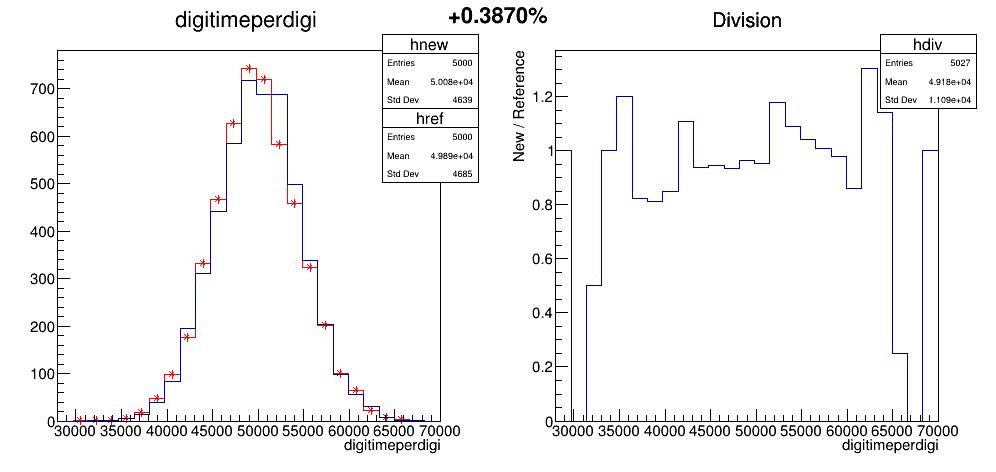 +0.3870%
digitimeperdigi
hnew
Entries 5000
Mean 5.008e+04
Std Dev 4639
href
Entries 5000
Mean 4.989e+04
Std Dev 4685
700
600
500
400
300
200
100
0
30000 35000 40000 45000 50000 55000 60000 65000 70000
digitimeperdigi
Division
hdiv
Entries 5027
Mean 4.918e+04
Std Dev 1.109e+04
New / Reference
1.2
1
0.8
0.6
0.4
0.2
0
30000 35000 40000 45000 50000 55000 60000 65000 70000
digitimeperdigi